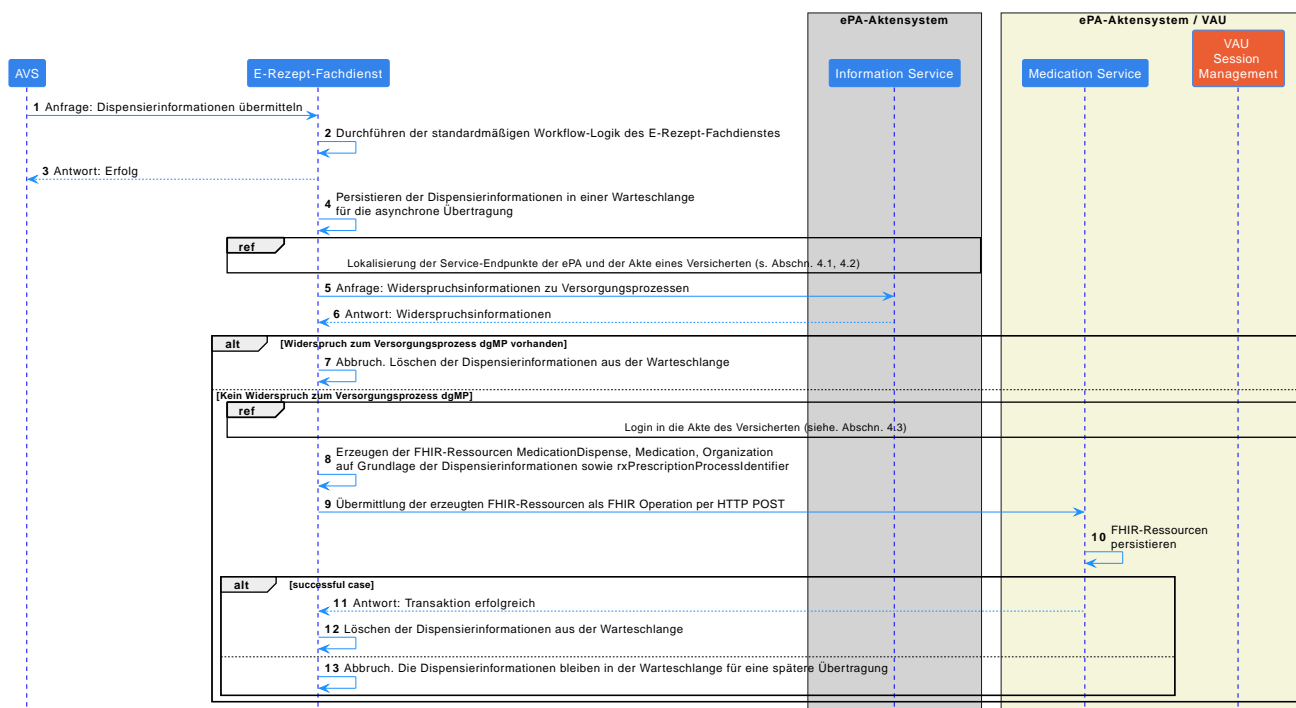 ePA-Aktensystem
ePA-Aktensystem / VAU
AVS
E-Rezept-Fachdienst
Information Service
Medication Service
VAU
Session
Management
1 Anfrage: Dispensierinformationen übermitteln
2 Durchführen der standardmäßigen Workflow-Logik des E-Rezept-Fachdienstes
3 Antwort: Erfolg
4 Persistieren der Dispensierinformationen in einer Warteschlange
für die asynchrone Übertragung
ref
Lokalisierung der Service-Endpunkte der ePA und der Akte eines Versicherten (s. Abschn. 4.1, 4.2)
5 Anfrage: Widerspruchsinformationen zu Versorgungsprozessen
6 Antwort: Widerspruchsinformationen
alt [Widerspruch zum Versorgungsprozess dgMP vorhanden]
7 Abbruch. Löschen der Dispensierinformationen aus der Warteschlange
[Kein Widerspruch zum Versorgungsprozess dgMP]
ref
Login in die Akte des Versicherten (siehe. Abschn. 4.3)
8 Erzeugen der FHIR-Ressourcen MedicationDispense, Medication, Organization
auf Grundlage der Dispensierinformationen sowie rxPrescriptionProcessIdentifier
9 Übermittlung der erzeugten FHIR-Ressourcen als FHIR Operation per HTTP POST
10 FHIR-Ressourcen
persistieren
alt [successful case]
11 Antwort: Transaktion erfolgreich
12 Löschen der Dispensierinformationen aus der Warteschlange
13 Abbruch. Die Dispensierinformationen bleiben in der Warteschlange für eine spätere Übertragung